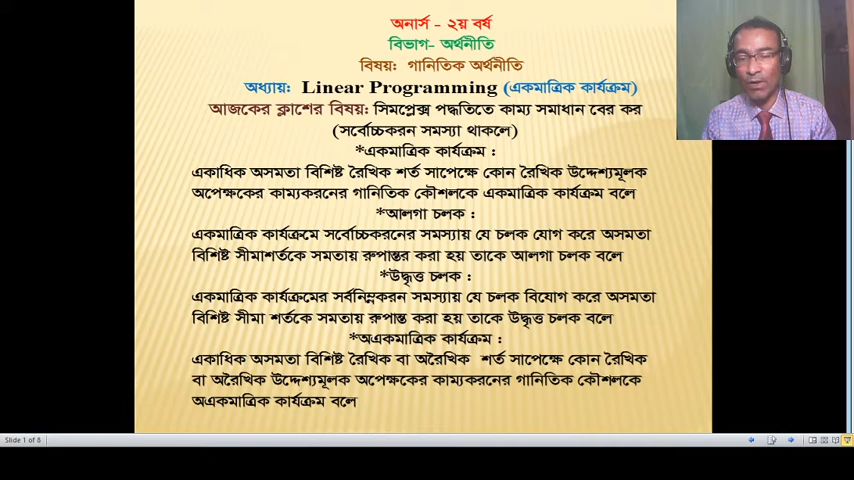 অনার্স - ২য় বর্ষ
বিভাগ- অর্থনীতি
বিষয়: গানিতিক অর্থনীতি
অধ্যায়: Linear Programming (একমাত্রিক কার্যক্রম)
আজকের ক্লাশের বিষয়: সিমপ্লেক্স পদ্ধতিতে কাম্য সমাধান বের কর
(সর্বোচ্চকরন সমস্যা থাকলে)
*একমাত্রিক কার্যক্রম :
একাধিক অসমতা বিশিষ্ট রৈখিক শর্ত সাপেক্ষে কোন রৈখিক উদ্দেশ্যমূলক
অপেক্ষকের কাম্যকরনের গানিতিক কৌশলকে একমাত্রিক কার্যক্রম বলে
*আলগা চলক :
একমাত্রিক কার্যক্রমে সর্বোচ্চকরনের সমস্যায় যে চলক যোগ করে অসমতা
বিশিষ্ট সীমাশর্তকে সমতায় রুপান্তর করা হয় তাকে আলগা চলক বলে
*উদ্ধৃত্ত চলক :
একমাত্রিক কার্যক্রমের সর্বনিম্নকরন সমস্যায় যে চলক বিযোগ করে অসমতা
বিশিষ্ট সীমা শর্তকে সমতায় রুপান্ত করা হয় তাকে উদ্ধৃত্ত চলক বলে
*অএকমাত্রিক কার্যক্রম :
একাধিক অসমতা বিশিষ্ট রৈখিক বা অরৈখিক শর্ত সাপেক্ষে কোন রৈখিক
বা অরৈখিক উদ্দেশ্যমূলক অপেক্ষকের কাম্যকরনের গানিতিক কৌশলকে
অএকমাত্রিক কার্যক্রম বলে
Slide 1 of 8